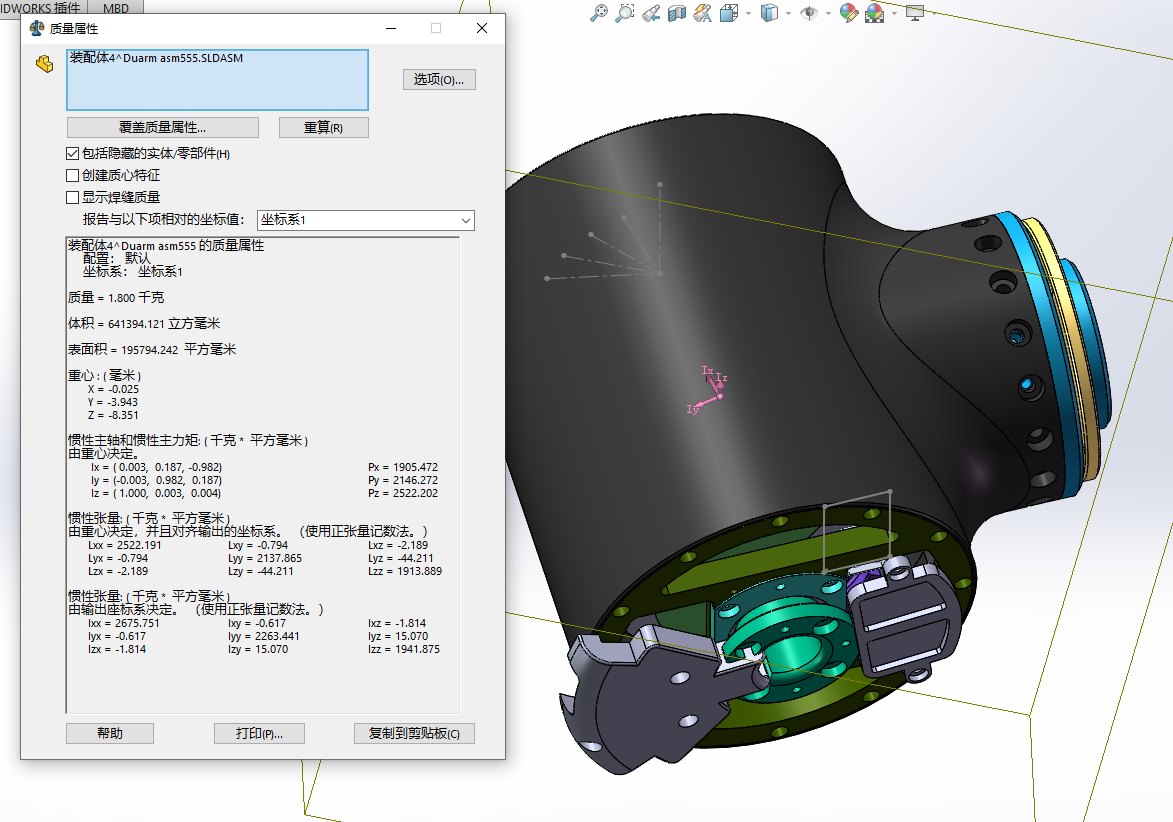 IDWORKS 插件 MBD
质量属性
装配体4^Duarm asm555.SLDASM
选项(O)...
覆盖质量属性... 重算(R)
包括隐藏的实体/零部件(H)
创建质心特征
显示焊缝质量
报告与以下项相对的坐标值: 坐标系1
装配体4^Duarm asm555 的质量属性
配置: 默认
坐标系: 坐标系1
质量 = 1.800 千克
体积 = 641394.121 立方毫米
表面积 = 195794.242 平方毫米
重心 : ( 毫米 )
X = -0.025
Y = -3.943
Z = -8.351
惯性主轴和惯性主力矩: ( 千克 * 平方毫米 )
由重心决定。
Ix = ( 0.003, 0.187, -0.982) Px = 1905.472
Iy = (-0.003, 0.982, 0.187) Py = 2146.272
Iz = ( 1.000, 0.003, 0.004) Pz = 2522.202
惯性张量: ( 千克 * 平方毫米 )
由重心决定，并且对齐输出的坐标系。 （使用正张量记数法。）
Lxx = 2522.191 Lxy = -0.794 Lxz = -2.189
Lyx = -0.794 Lyy = 2137.865 Lyz = -44.211
Lzx = -2.189 Lzy = -44.211 Lzz = 1913.889
惯性张量: ( 千克 * 平方毫米 )
由输出座标系决定。 （使用正张量记数法。）
Ixx = 2675.751 Ixy = -0.617 Ixz = -1.814
Iyx = -0.617 Iyy = 2263.441 Iyz = 15.070
Izx = -1.814 Izy = 15.070 Izz = 1941.875
帮助 打印(P)... 复制到剪贴板(C)
Ix
Iz
Iy